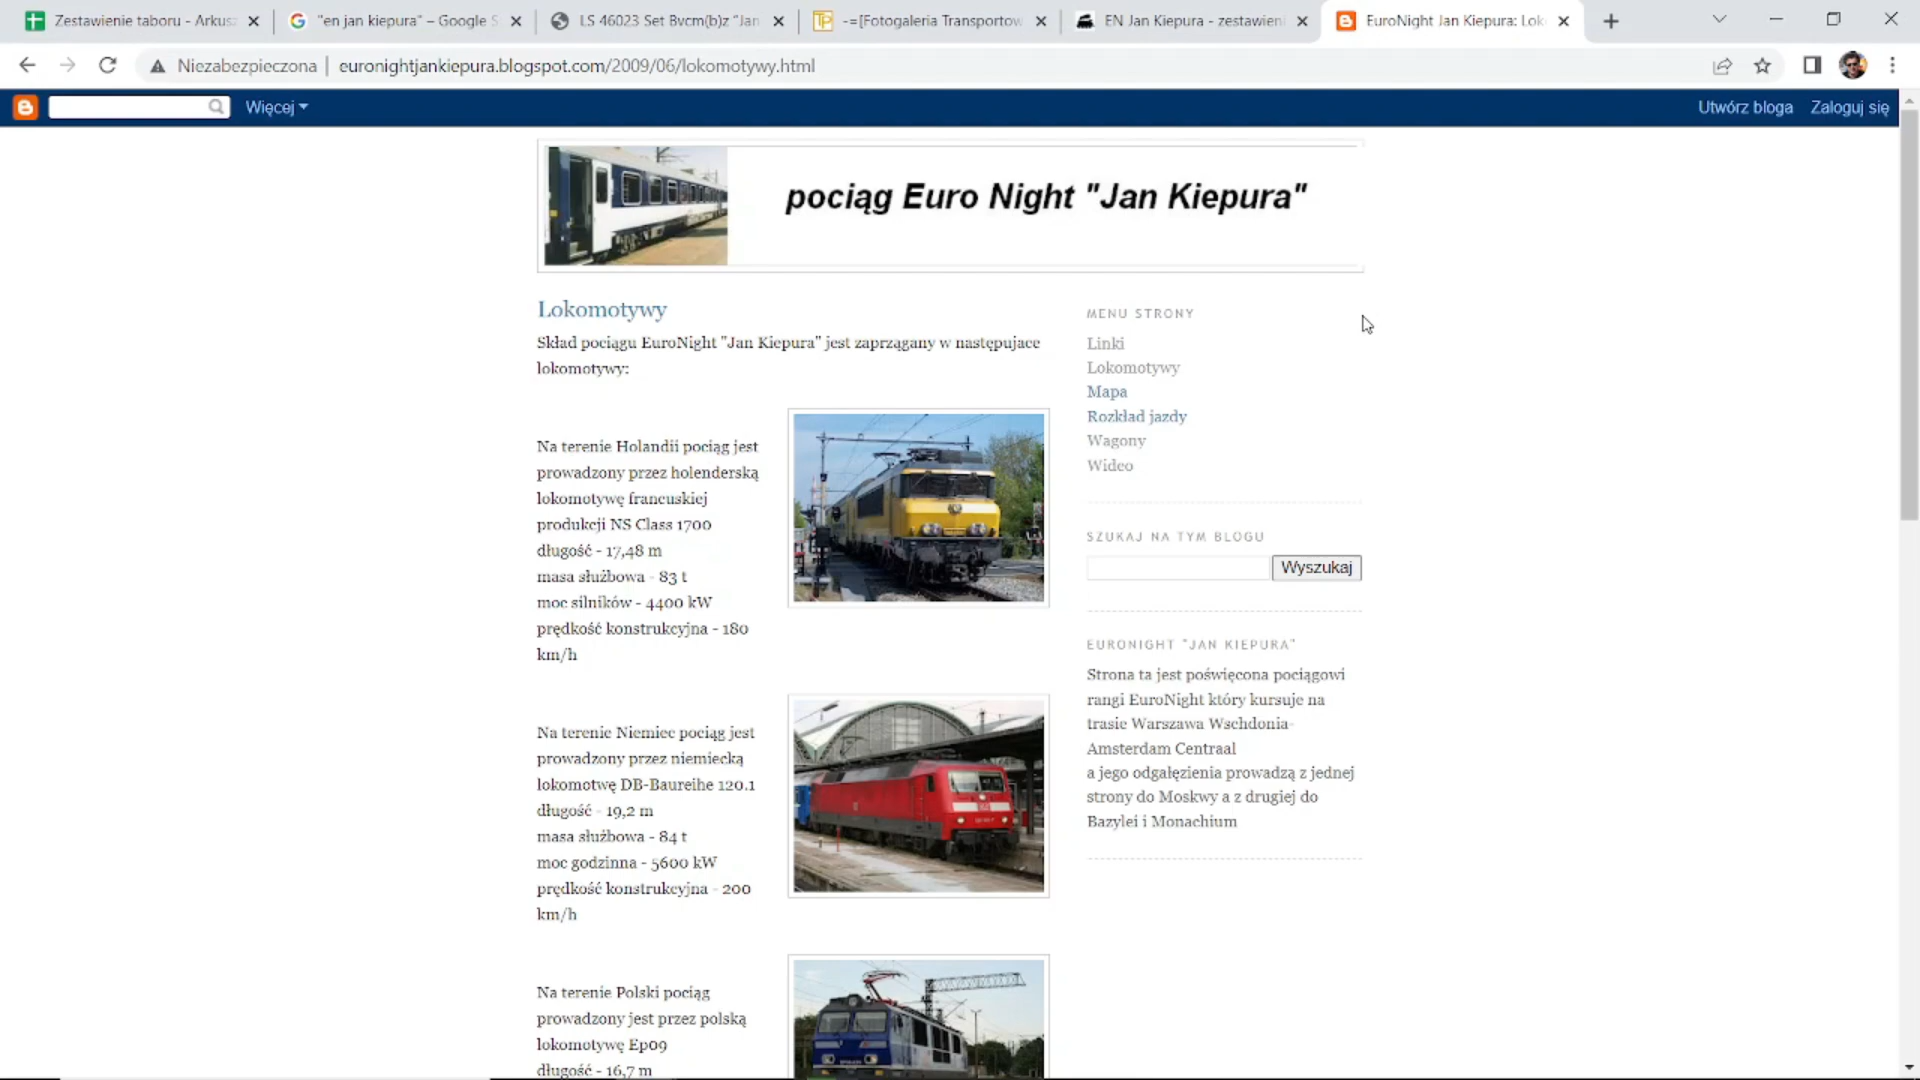 Zestawienie taboru - Arkusz
"en jan kiepura" – Google S
LS 46023 Set Bvcm(b)z "Jan
-=[Fotogaleria Transportow
EN Jan Kiepura - zestawieni
EuroNight Jan Kiepura: Lok
Niezabezpieczona | euronightjankiepura.blogspot.com/2009/06/lokomotywy.html
Więcej
Utwórz bloga Zaloguj się
pociąg Euro Night "Jan Kiepura"
Lokomotywy
Skład pociągu EuroNight "Jan Kiepura" jest zaprzągany w następujace
lokomotywy:
Na terenie Holandii pociąg jest
prowadzony przez holenderską
lokomotywę francuskiej
produkcji NS Class 1700
długość - 17,48 m
masa służbowa - 83 t
moc silników - 4400 kW
prędkość konstrukcyjna - 180
km/h
Na terenie Niemiec pociąg jest
prowadzony przez niemiecką
lokomotwę DB-Baureihe 120.1
długość - 19,2 m
masa służbowa - 84 t
moc godzinna - 5600 kW
prędkość konstrukcyjna - 200
km/h
Na terenie Polski pociąg
prowadzony jest przez polską
lokomotywę Ep09
długość - 16,7 m
MENU STRONY
Linki
Lokomotywy
Mapa
Rozkład jazdy
Wagony
Wideo
SZUKAJ NA TYM BLOGU
Wyszukaj
EURONIGHT "JAN KIEPURA"
Strona ta jest poświęcona pociągowi
rangi EuroNight który kursuje na
trasie Warszawa Wschdonia-
Amsterdam Centraal
a jego odgałęzienia prowadzą z jednej
strony do Moskwy a z drugiej do
Bazylei i Monachium